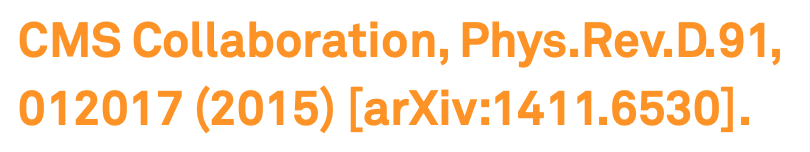 CMS Collaboration, Phys.Rev.D.91,
012017 (2015) [arXiv:1411.6530].